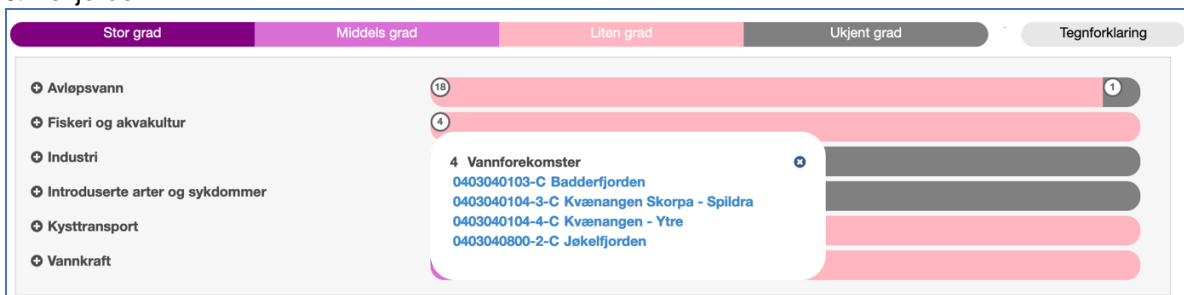 Stor grad Middels grad Liten grad Ukjent grad Tegnforklaring
Avløpsvann 18 1
Fiskeri og akvakultur 4
Industri
Introduserte arter og sykdommer
Kysttransport
Vannkraft
4 Vannforekomster
0403040103-C Badderfjorden
0403040104-3-C Kvænangen Skorpa - Spildra
0403040104-4-C Kvænangen - Ytre
0403040800-2-C Jøkelfjorden